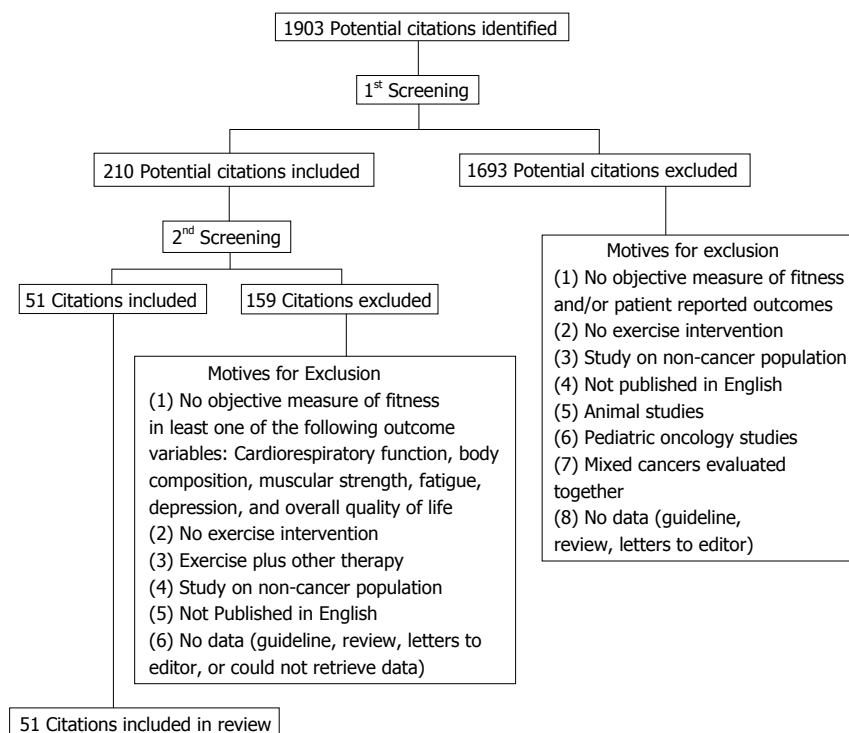 1903 Potential citations identified
1st Screening
210 Potential citations included
1693 Potential citations excluded
2nd Screening
51 Citations included
159 Citations excluded
Motives for exclusion
(1) No objective measure of fitness
and/or patient reported outcomes
(2) No exercise intervention
(3) Study on non-cancer population
(4) Not published in English
(5) Animal studies
(6) Pediatric oncology studies
(7) Mixed cancers evaluated
together
(8) No data (guideline,
review, letters to editor)
Motives for Exclusion
(1) No objective measure of fitness
in least one of the following outcome
variables: Cardiorespiratory function, body
composition, muscular strength, fatigue,
depression, and overall quality of life
(2) No exercise intervention
(3) Exercise plus other therapy
(4) Study on non-cancer population
(5) Not Published in English
(6) No data (guideline, review, letters to
editor, or could not retrieve data)
51 Citations included in review